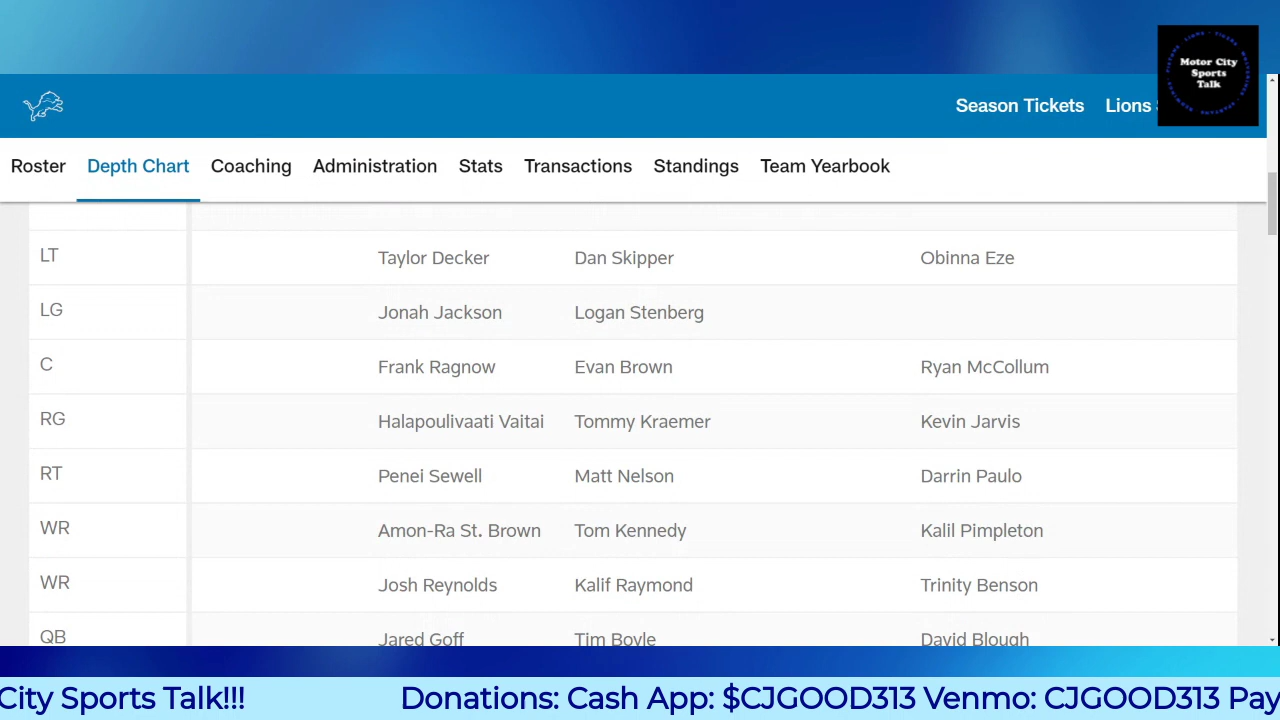 Motor City
Sports
Talk
Season Tickets Lions
Roster Depth Chart Coaching Administration Stats Transactions Standings Team Yearbook
LT Taylor Decker Dan Skipper Obinna Eze
LG Jonah Jackson Logan Stenberg
C Frank Ragnow Evan Brown Ryan McCollum
RG Halapoulivaati Vaitai Tommy Kraemer Kevin Jarvis
RT Penei Sewell Matt Nelson Darrin Paulo
WR Amon-Ra St. Brown Tom Kennedy Kalil Pimpleton
WR Josh Reynolds Kalif Raymond Trinity Benson
QB Jared Goff Tim Boyle David Blough
City Sports Talk!!! Donations: Cash App: $CJGOOD313 Venmo: CJGOOD313 Pay